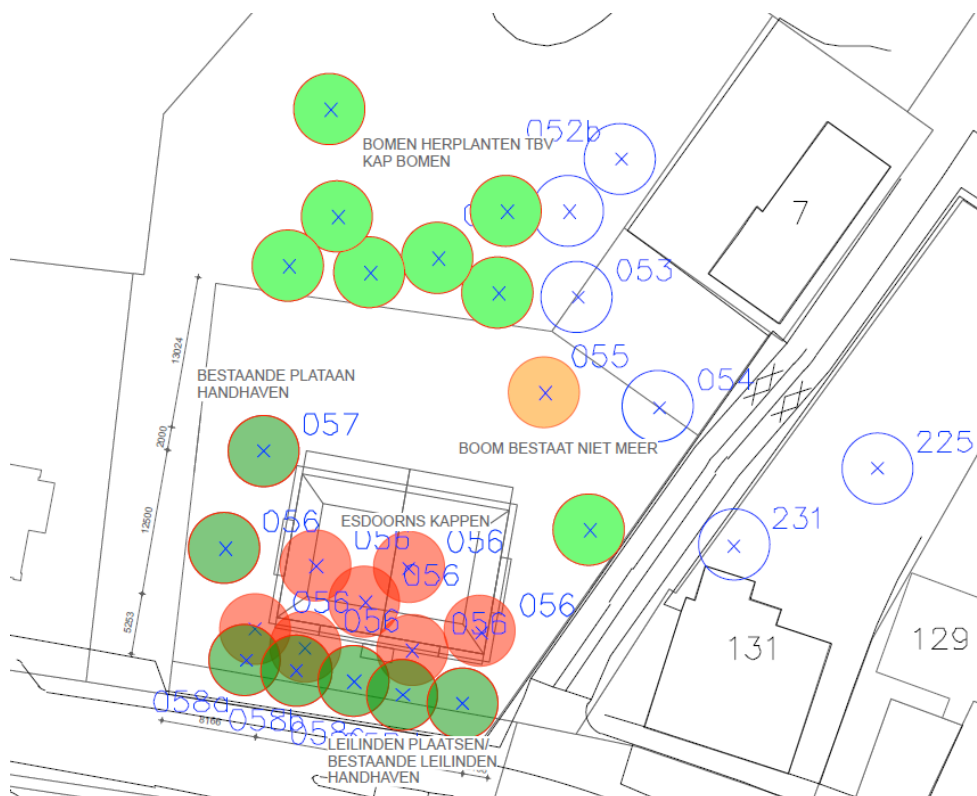 052b
BOMEN HERPLANTEN TBV
KAP BOMEN
7
053
13024
055
054
BESTAANDE PLATAAN
HANDHAVEN
057
2000
BOOM BESTAAT NIET MEER
225
12500
056
ESDOORNS KAPPEN
056
056
231
056
056
056
056
056
5253
131
129
058a
8166
058b
LEILINDEN PLAATSEN/
BESTAANDE LEILINDEN
HANDHAVEN